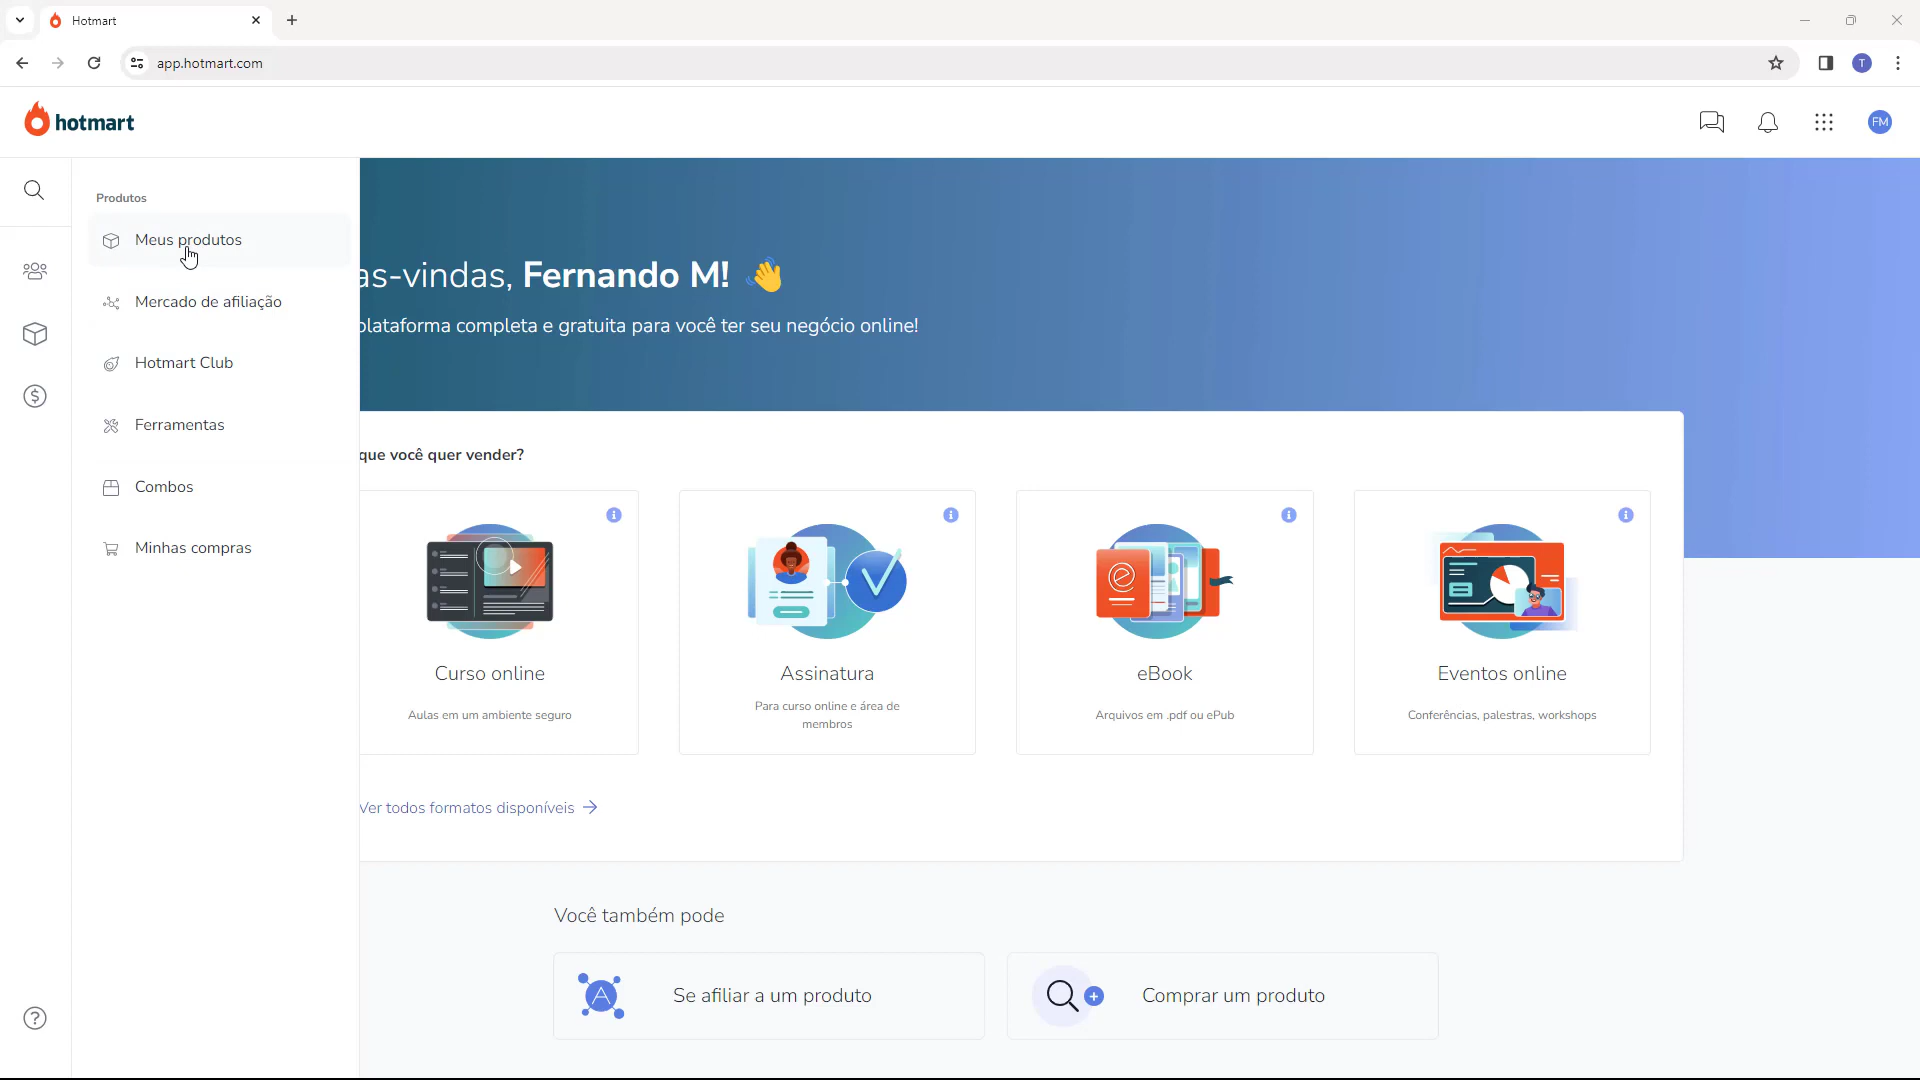 Hotmart
app.hotmart.com
T
hotmart
FM
Produtos
Meus produtos
Mercado de afiliação
Hotmart Club
Ferramentas
Combos
Minhas compras
as-vindas, Fernando M! 👋
plataforma completa e gratuita para você ter seu negócio online!
que você quer vender?
Curso online
Aulas em um ambiente seguro
Assinatura
Para curso online e área de
membros
eBook
Arquivos em .pdf ou ePub
Eventos online
Conferências, palestras, workshops
Ver todos formatos disponíveis
Você também pode
Se afiliar a um produto
Comprar um produto